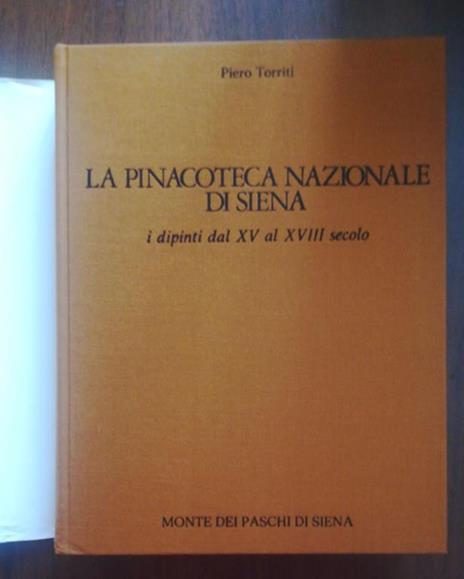 Piero Torriti
LA PINACOTECA NAZIONALE
DI SIENA
i dipinti dal XV al XVIII secolo
MONTE DEI PASCHI DI SIENA